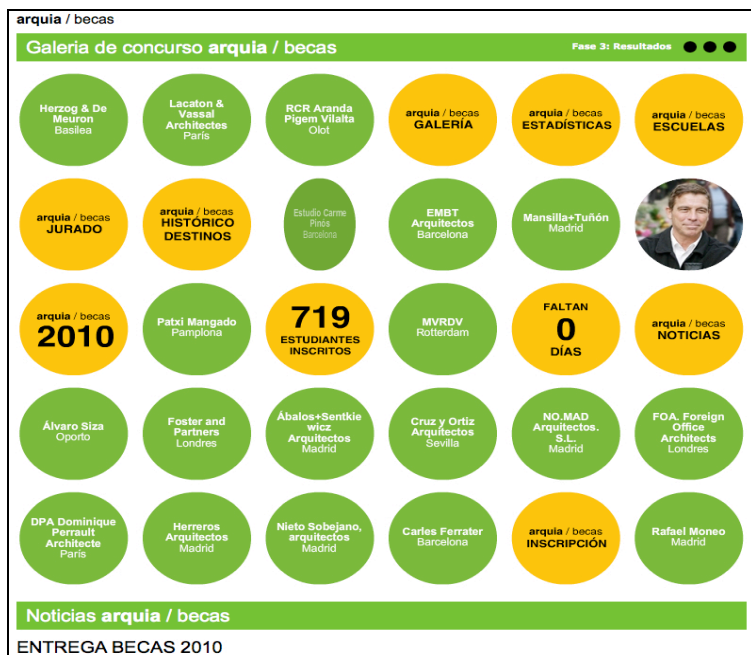 arquia / becas
Galeria de concurso arquia / becas
Fase 3: Resultados
Herzog & De
Meuron
Basilea
Lacaton &
Vassal
Architectes
París
RCR Aranda
Pigem Vilalta
Olot
arquia / becas
GALERÍA
arquia / becas
ESTADÍSTICAS
arquia / becas
ESCUELAS
arquia / becas
JURADO
arquia / becas
HISTÓRICO
DESTINOS
Estudio Carme
Pinós
Barcelona
EMBT
Arquitectos
Barcelona
Mansilla+Tuñón
Madrid
arquia / becas
2010
Patxi Mangado
Pamplona
719
ESTUDIANTES
INSCRITOS
MVRDV
Rotterdam
FALTAN
0
DÍAS
arquia / becas
NOTICIAS
Álvaro Siza
Oporto
Foster and
Partners
Londres
Ábalos+Sentkie
wicz
Arquitectos
Madrid
Cruz y Ortiz
Arquitectos
Sevilla
NO.MAD
Arquitectos.
S.L.
Madrid
FOA. Foreign
Office
Architects
Londres
DPA Dominique
Perrault
Architecte
París
Herreros
Arquitectos
Madrid
Nieto Sobejano,
arquitectos
Madrid
Carles Ferrater
Barcelona
arquia / becas
INSCRIPCIÓN
Rafael Moneo
Madrid
Noticias arquia / becas
ENTREGA BECAS 2010